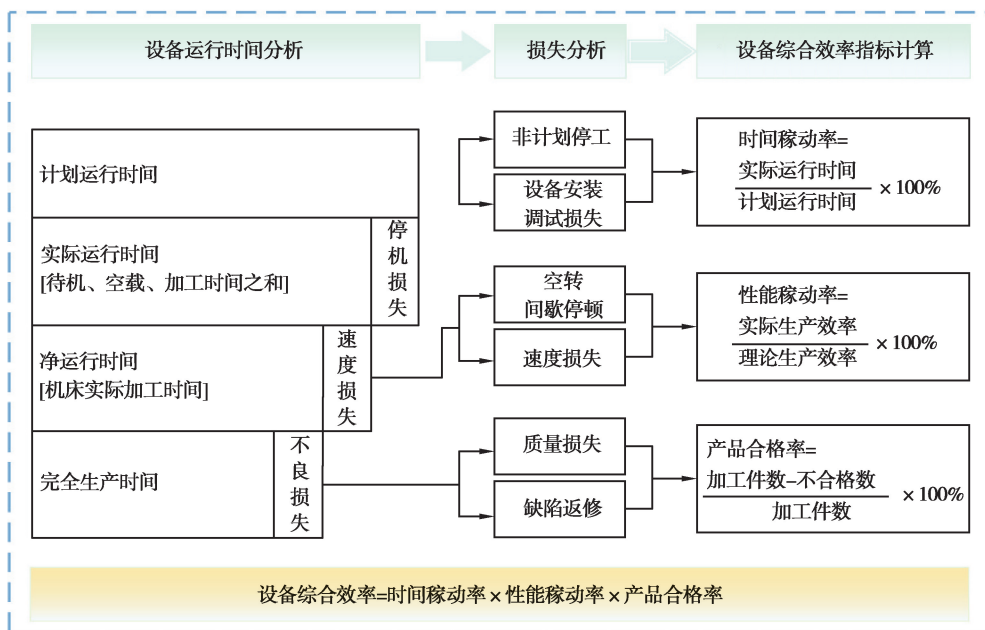 设备运行时间分析
损失分析
设备综合效率指标计算
计划运行时间
实际运行时间
[待机、空载、加工时间之和]
停机损失
净运行时间
[机床实际加工时间]
速度损失
完全生产时间
不良损失
非计划停工
设备安装
调试损失
空转
间歇停顿
速度损失
质量损失
缺陷返修
时间稼动率=
实际运行时间
计划运行时间
×100%
性能稼动率=
实际生产效率
理论生产效率
×100%
产品合格率=
加工件数-不合格数
加工件数
×100%
设备综合效率=时间稼动率×性能稼动率×产品合格率